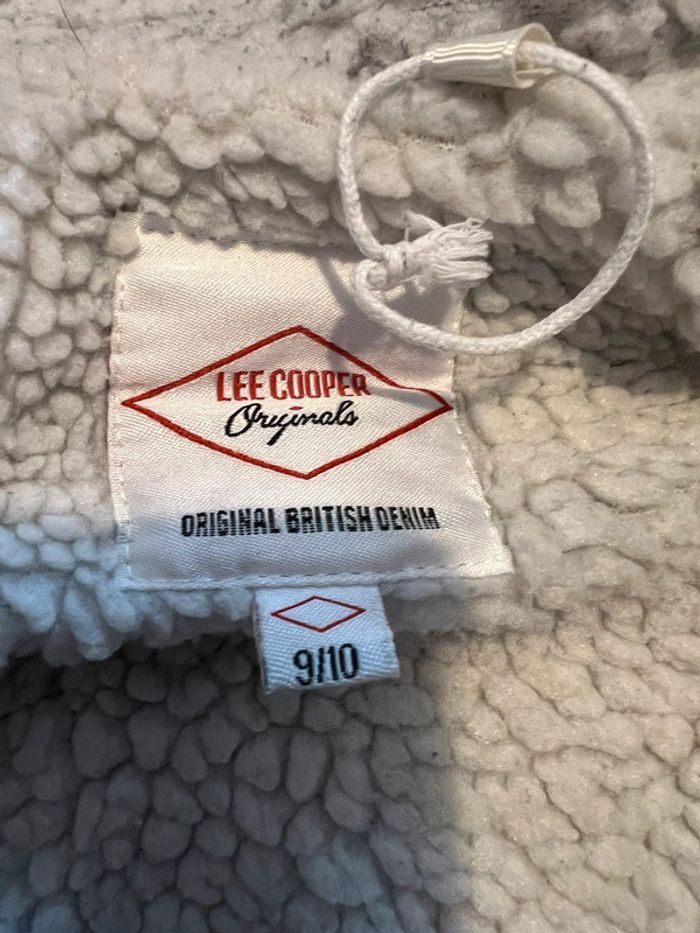 LEE COOPER
Originals
ORIGINAL BRITISH DENIM
9/10